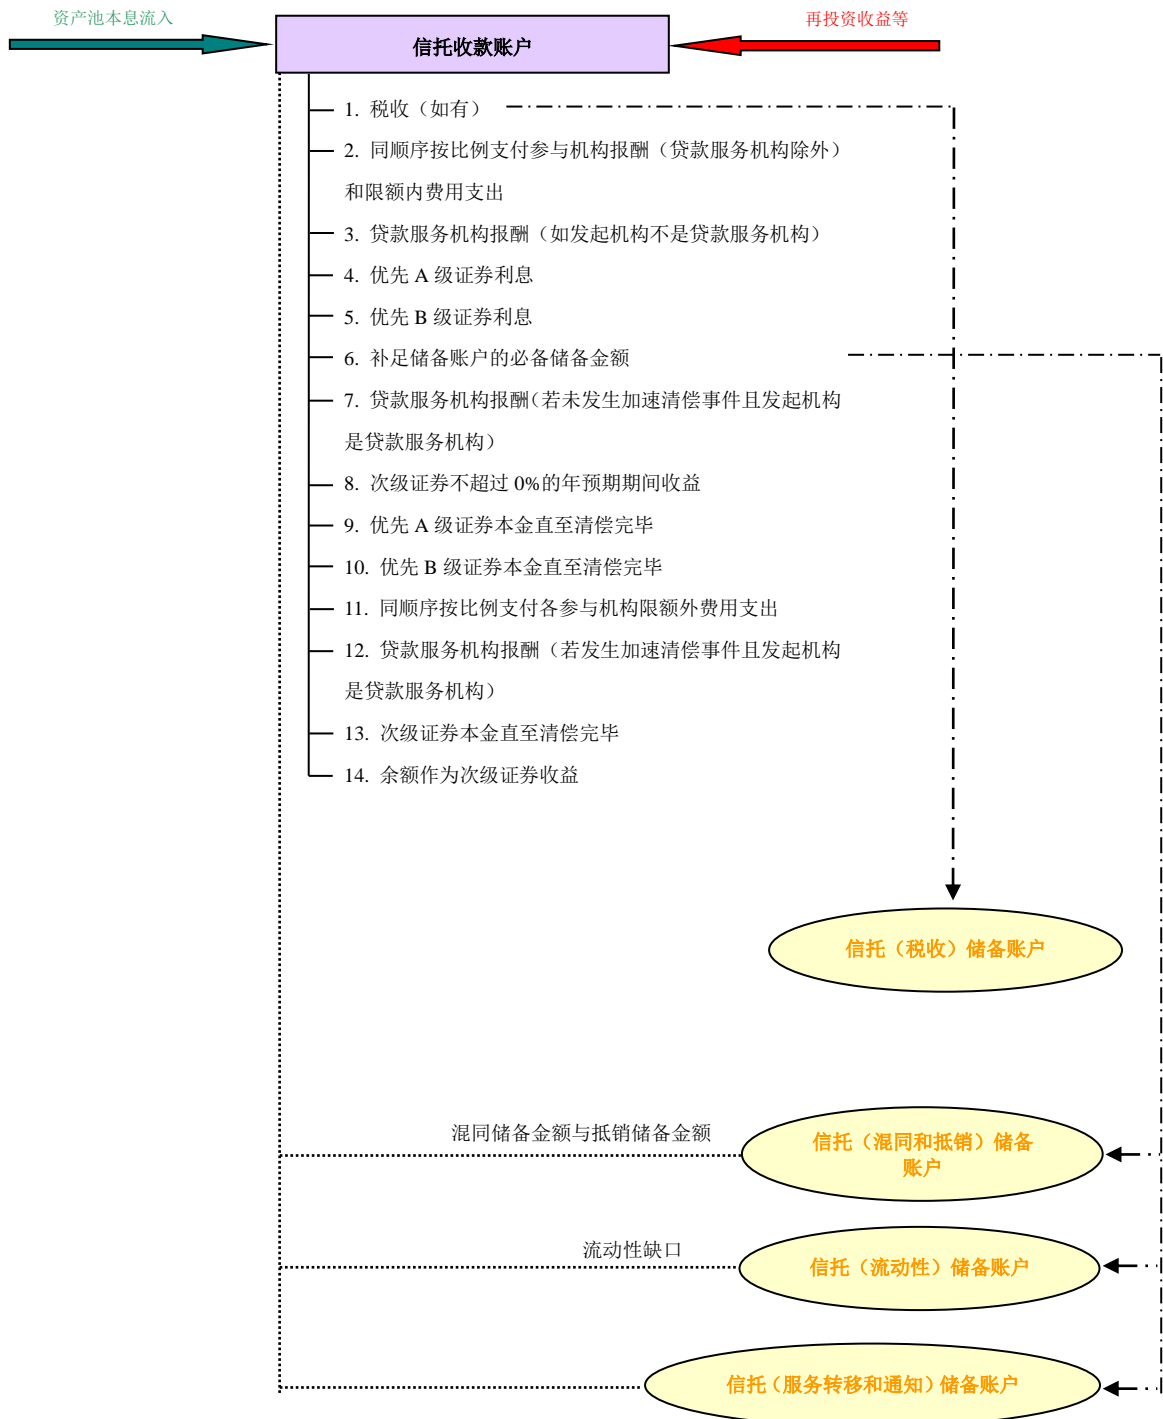 资产池本息流入
再投资收益等
信托收款账户
1. 税收（如有）
2. 同顺序按比例支付参与机构报酬（贷款服务机构除外）
和限额内费用支出
3. 贷款服务机构报酬（如发起机构不是贷款服务机构）
4. 优先 A 级证券利息
5. 优先 B 级证券利息
6. 补足储备账户的必备储备金额
7. 贷款服务机构报酬（若未发生加速清偿事件且发起机构
是贷款服务机构）
8. 次级证券不超过 0%的年预期期间收益
9. 优先 A 级证券本金直至清偿完毕
10. 优先 B 级证券本金直至清偿完毕
11. 同顺序按比例支付各参与机构限额外费用支出
12. 贷款服务机构报酬（若发生加速清偿事件且发起机构
是贷款服务机构）
13. 次级证券本金直至清偿完毕
14. 余额作为次级证券收益
信托（税收）储备账户
混同储备金额与抵销储备金额
信托（混同和抵销）储备
账户
流动性缺口
信托（流动性）储备账户
信托（服务转移和通知）储备账户